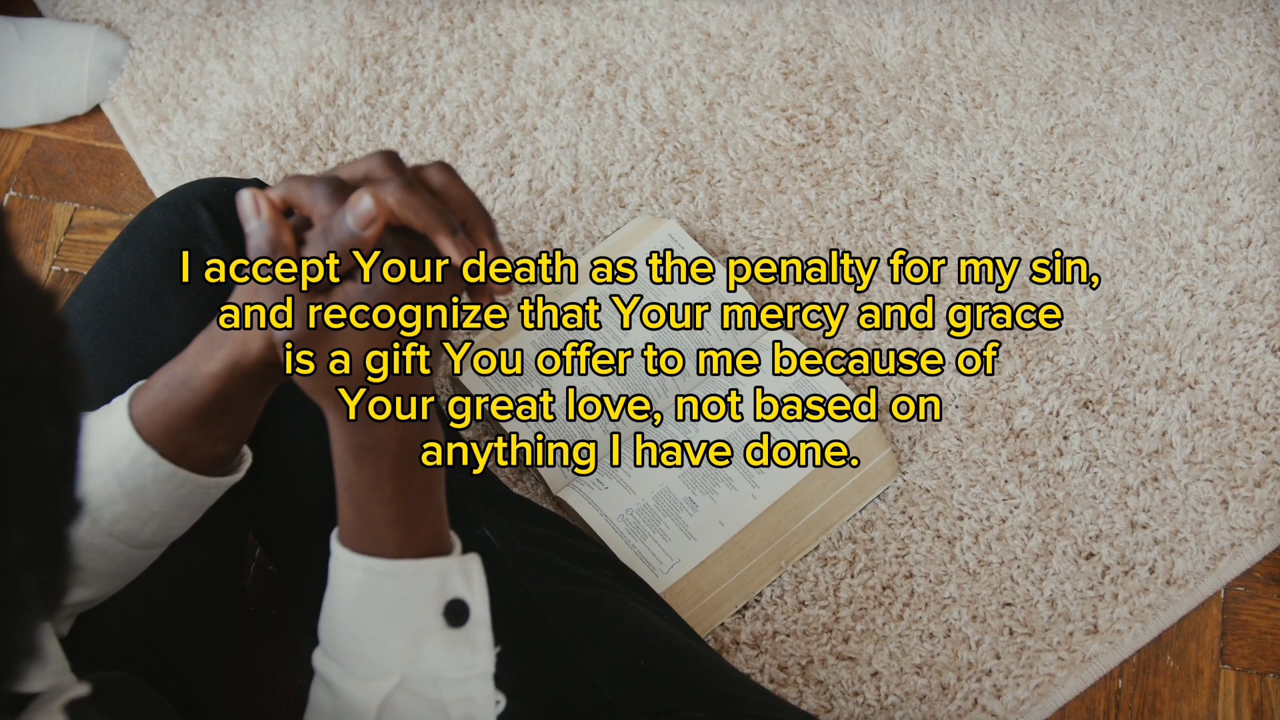 I accept Your death as the penalty for my sin,
and recognize that Your mercy and grace
is a gift You offer to me because of
Your great love, not based on
anything I have done.